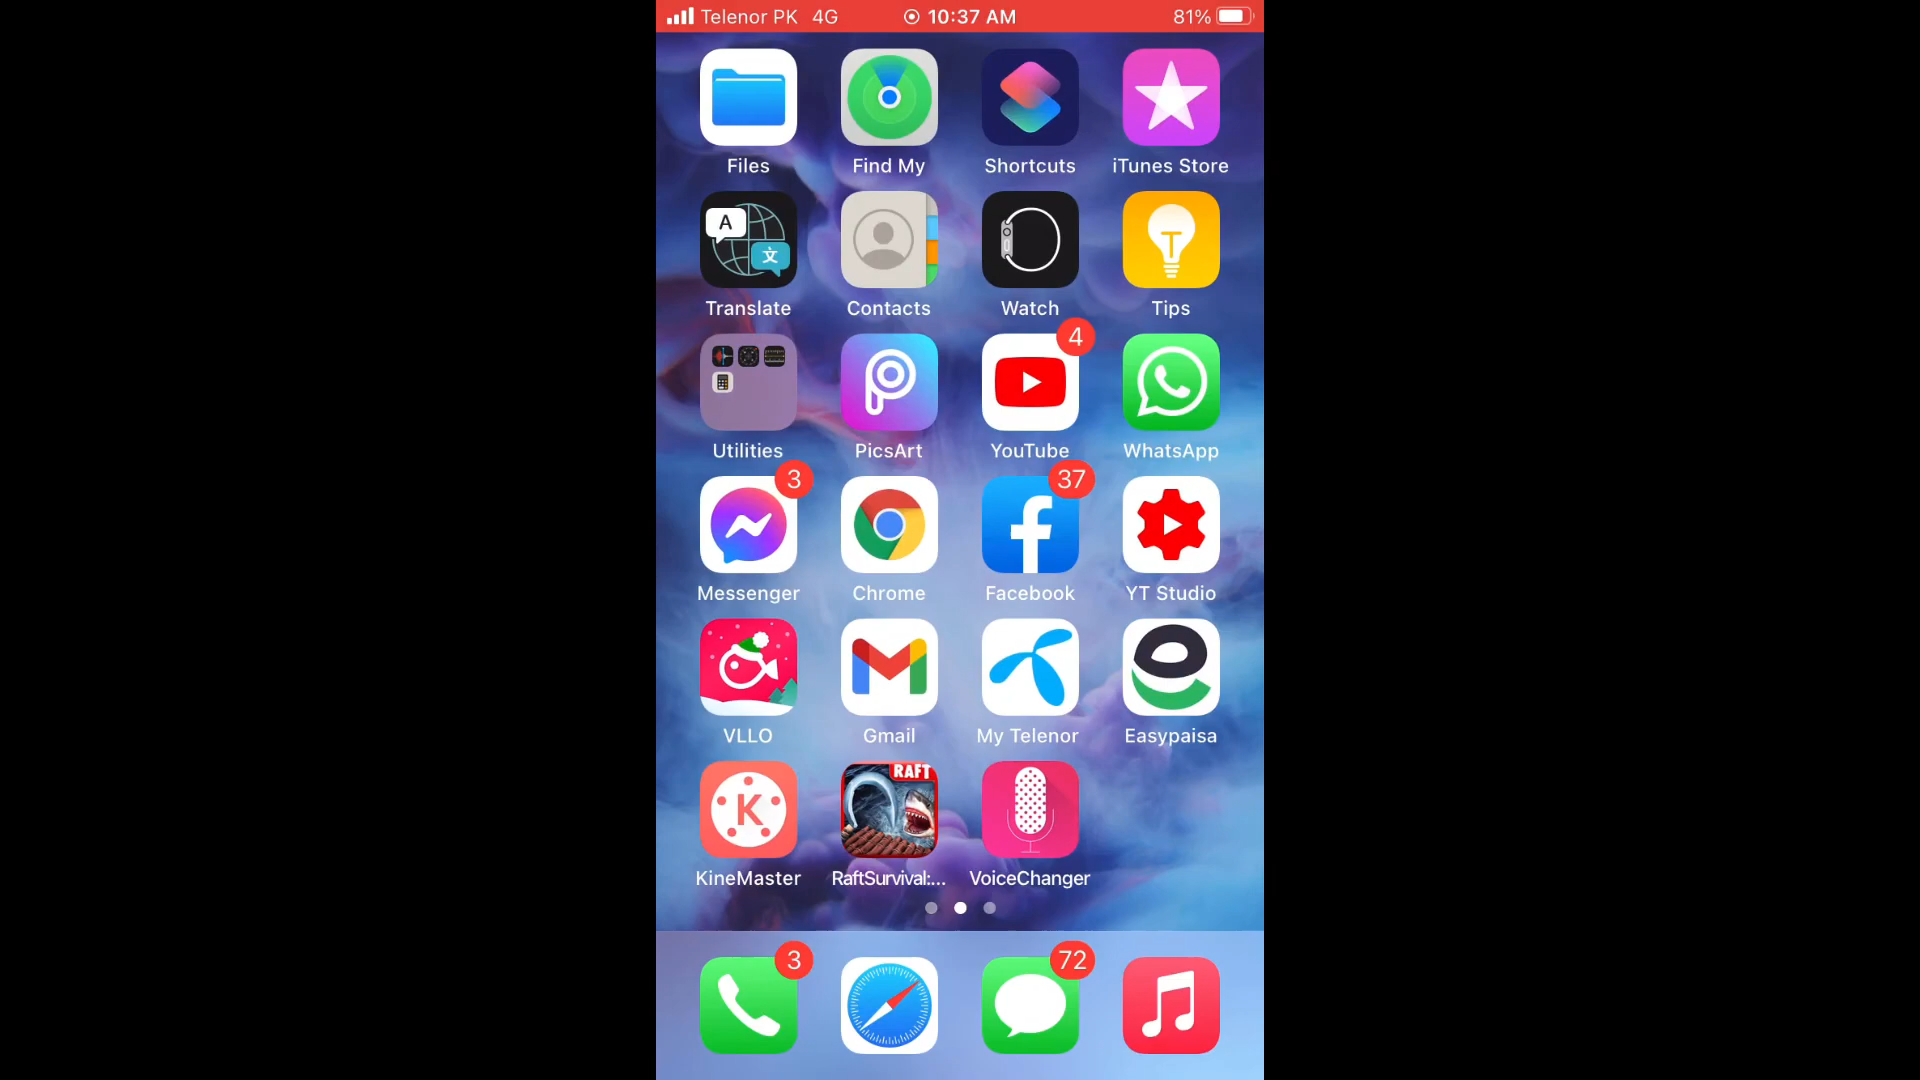 Telenor PK 4G 10:37 AM 81%
Files Find My Shortcuts iTunes Store
A 文
Translate Contacts Watch Tips
4
Utilities PicsArt YouTube WhatsApp
3 37
Messenger Chrome Facebook YT Studio
VLLO Gmail My Telenor Easypaisa
K RAFT
KineMaster RaftSurvival:... VoiceChanger
3 72